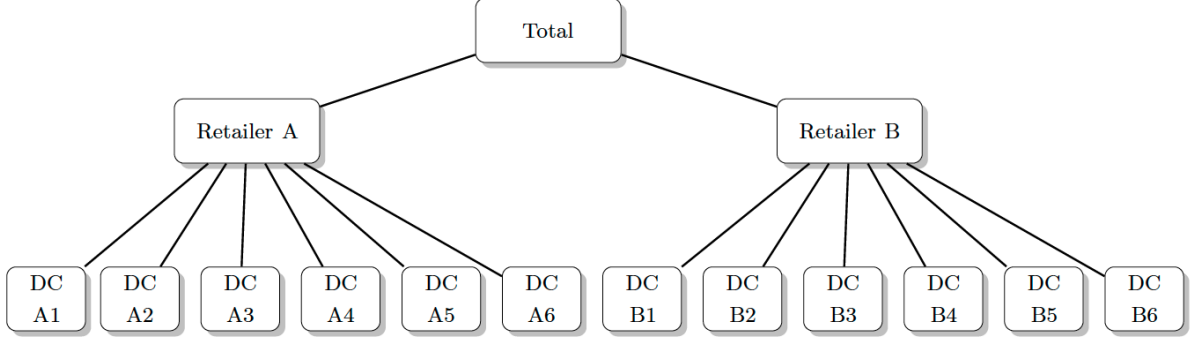 Total
Retailer A
Retailer B
DC
A1
DC
A2
DC
A3
DC
A4
DC
A5
DC
A6
DC
B1
DC
B2
DC
B3
DC
B4
DC
B5
DC
B6